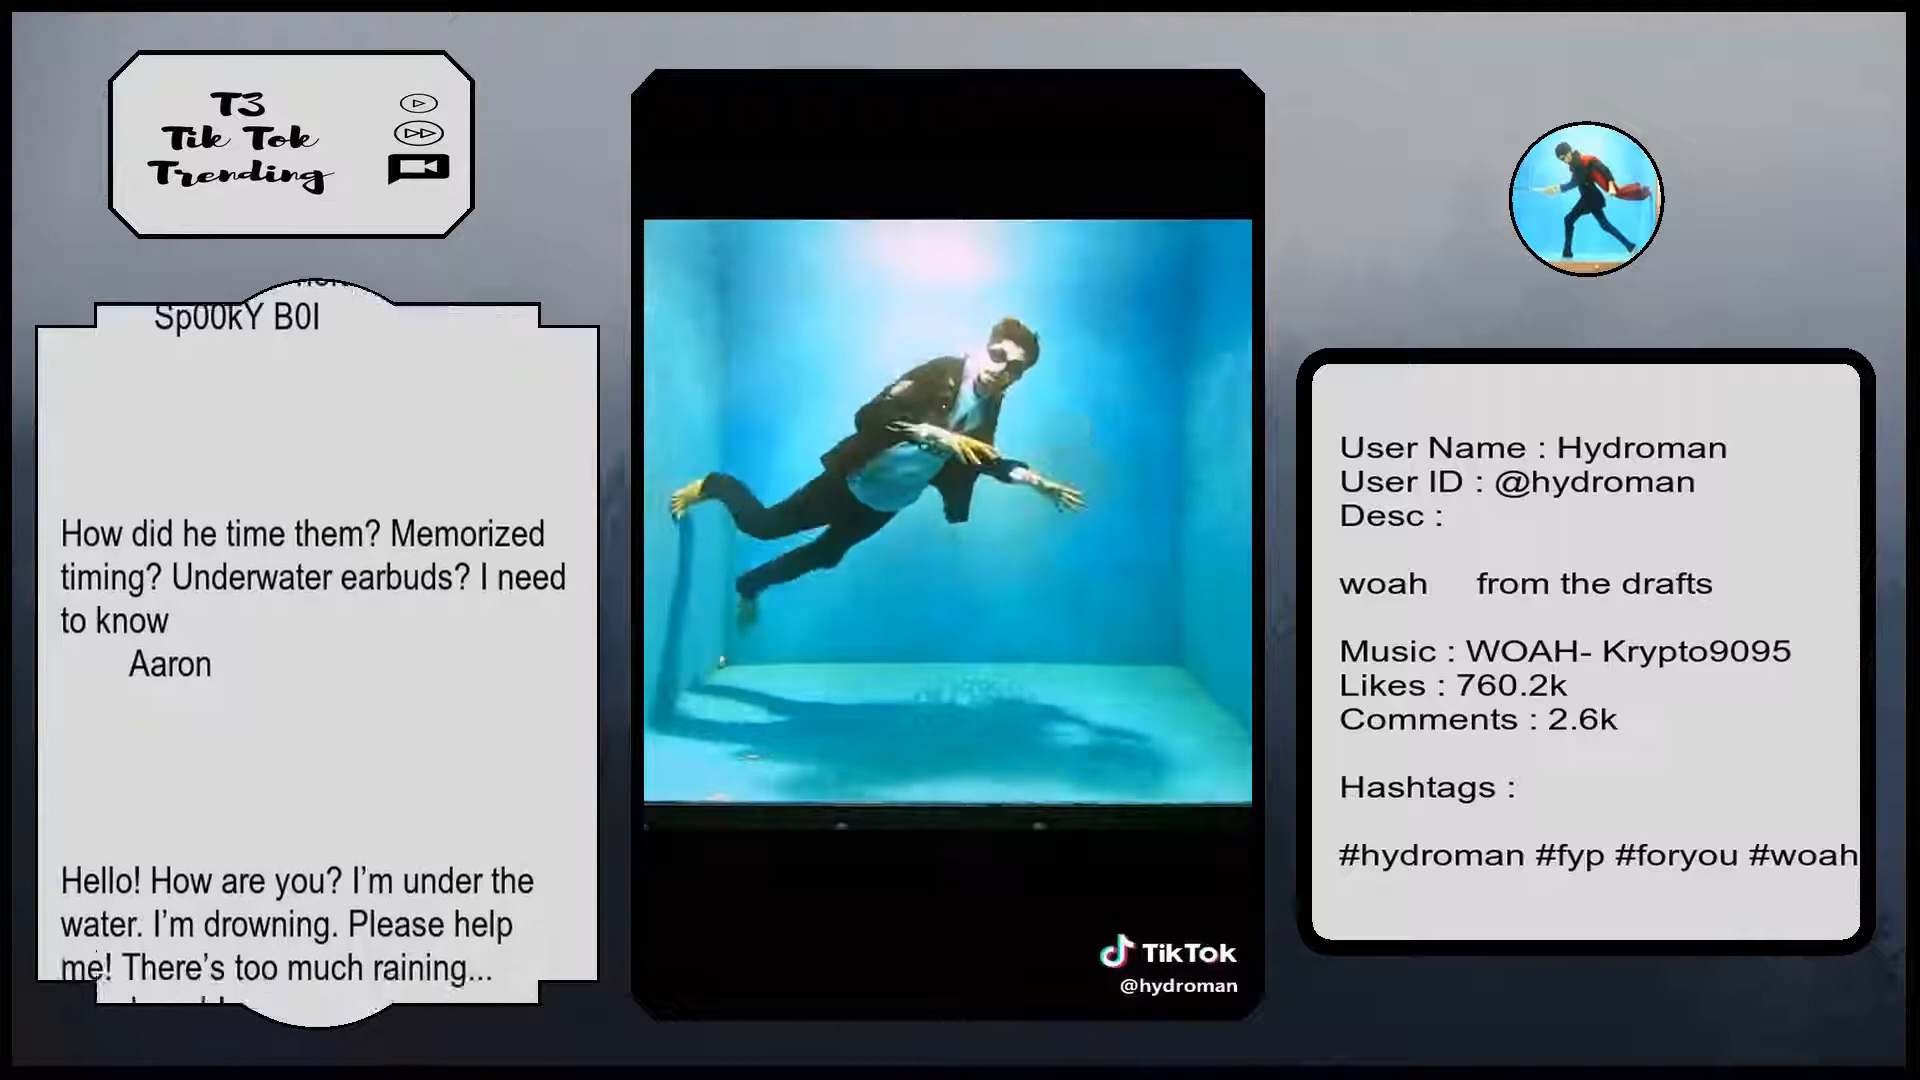 T3
Tik Tok
Trending
Sp00kY B0I
How did he time them? Memorized
timing? Underwater earbuds? I need
to know
Aaron
Hello! How are you? I’m under the
water. I’m drowning. Please help
me! There’s too much raining...
TikTok
@hydroman
User Name : Hydroman
User ID : @hydroman
Desc :
woah from the drafts
Music : WOAH- Krypto9095
Likes : 760.2k
Comments : 2.6k
Hashtags :
#hydroman #fyp #foryou #woah